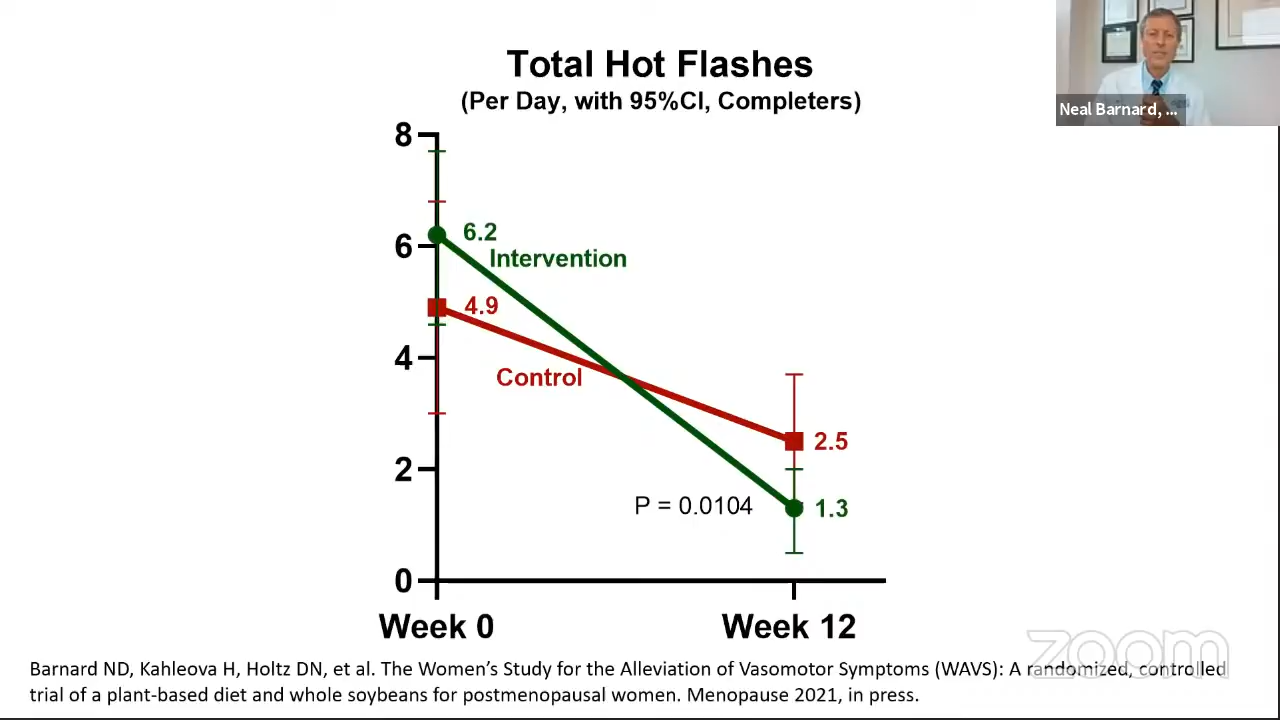 Total Hot Flashes
(Per Day, with 95%CI, Completers)
Neal Barnard, ...
8
6.2
6
Intervention
4.9
4
Control
2.5
2
P = 0.0104
1.3
0
Week 0
Week 12
zoom
Barnard ND, Kahleova H, Holtz DN, et al. The Women’s Study for the Alleviation of Vasomotor Symptoms (WAVS): A randomized, controlled
trial of a plant-based diet and whole soybeans for postmenopausal women. Menopause 2021, in press.